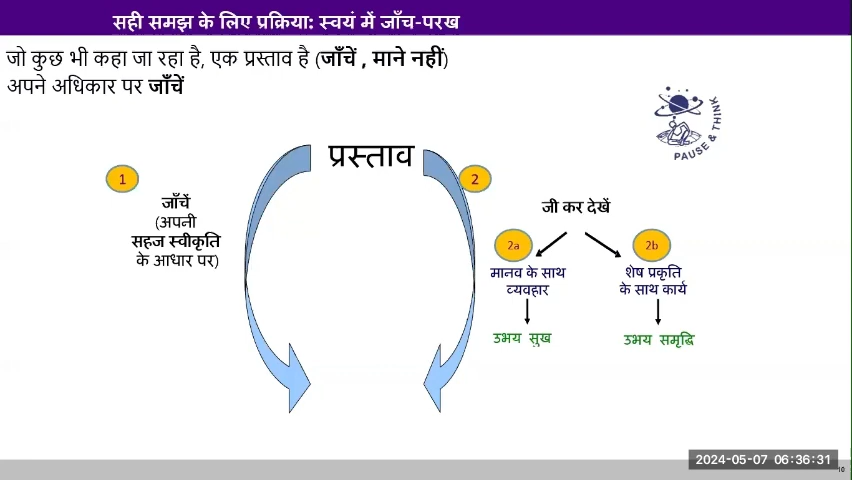 सही समझ के लिए प्रक्रिया: स्वयं में जाँच-परख
जो कुछ भी कहा जा रहा है, एक प्रस्ताव है (जाँचें , माने नहीं)
अपने अधिकार पर जाँचें
PAUSE & THINK
प्रस्ताव
1
2
जाँचें
(अपनी
सहज स्वीकृति
के आधार पर)
जी कर देखें
2a
2b
मानव के साथ
व्यवहार
शेष प्रकृति
के साथ कार्य
उभय सुख
उभय समृद्धि
2024-05-07 06:36:31
10